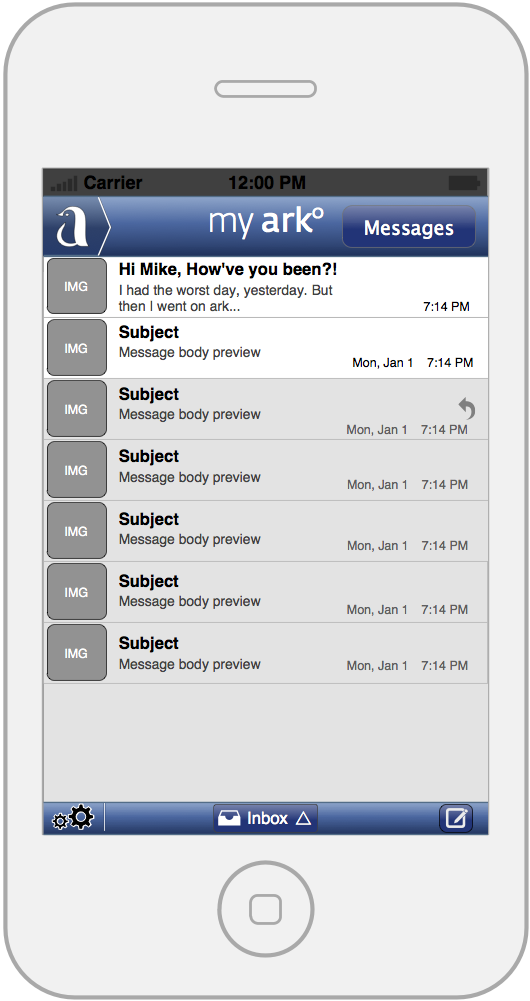 Carrier 12:00 PM
a my ark° Messages
IMG Hi Mike, How've you been?!
I had the worst day, yesterday. But
then I went on ark... 7:14 PM
IMG Subject
Message body preview
Mon, Jan 1 7:14 PM
IMG Subject
Message body preview
Mon, Jan 1 7:14 PM
IMG Subject
Message body preview
Mon, Jan 1 7:14 PM
IMG Subject
Message body preview
Mon, Jan 1 7:14 PM
IMG Subject
Message body preview
Mon, Jan 1 7:14 PM
IMG Subject
Message body preview
Mon, Jan 1 7:14 PM
Inbox